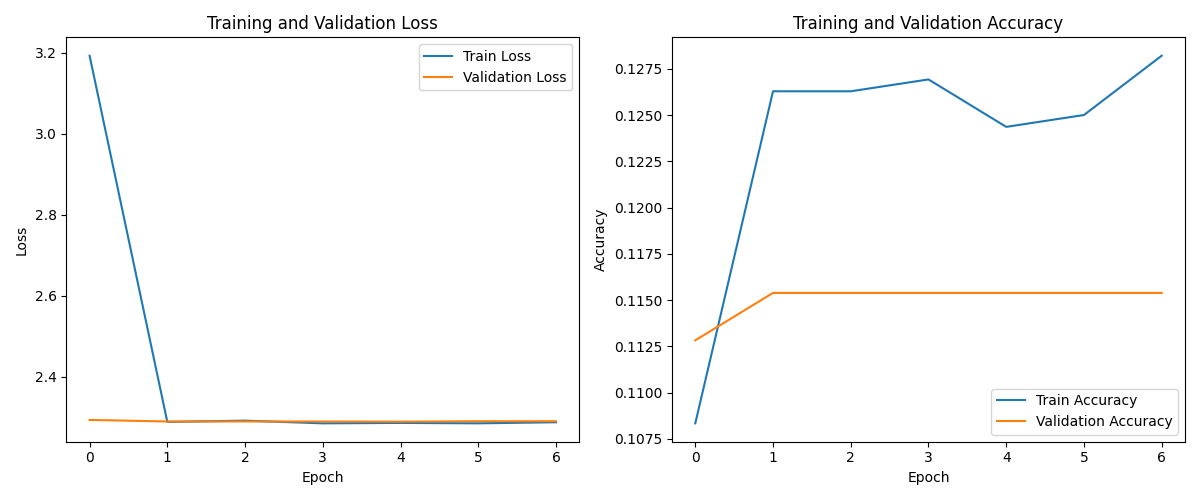 Training and Validation Loss
3.2
3.0
2.8
2.6
2.4
Loss
0
1
2
3
4
5
6
Epoch
Train Loss
Validation Loss
Training and Validation Accuracy
0.1275
0.1250
0.1225
0.1200
0.1175
0.1150
0.1125
0.1100
0.1075
Accuracy
0
1
2
3
4
5
6
Epoch
Train Accuracy
Validation Accuracy